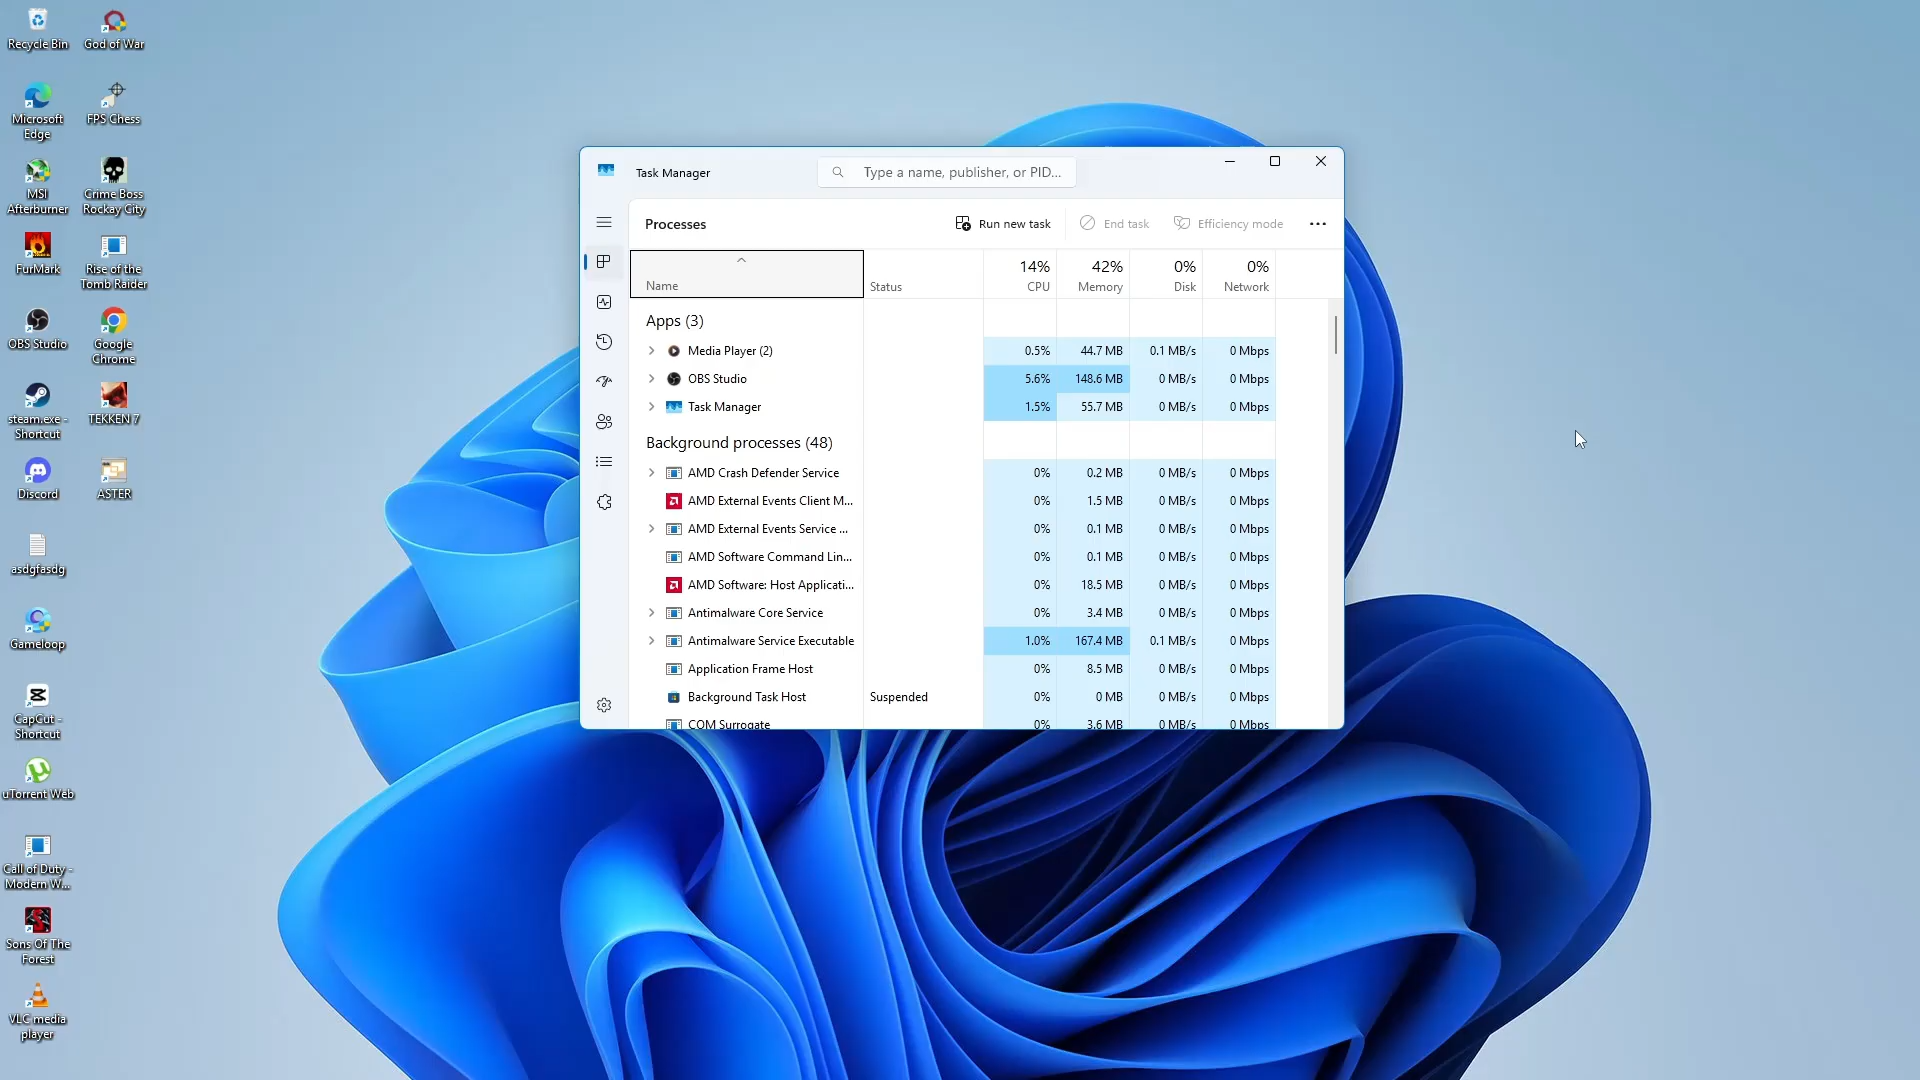 Recycle Bin
God of War
Microsoft
Edge
FPS Chess
MSI
Afterburner
Crime Boss
Rockay City
FurMark
Rise of the
Tomb Raider
OBS Studio
Google
Chrome
steam.exe -
Shortcut
TEKKEN 7
Discord
ASTER
asdgfasdg
Gameloop
CapCut -
Shortcut
uTorrent Web
Call of Duty -
Modern W...
Sons Of The
Forest
VLC media
player
Task Manager
Type a name, publisher, or PID...
Processes
Run new task
End task
Efficiency mode
Name
Status
14% 42% 0% 0%
CPU Memory Disk Network
Apps (3)
Media Player (2) 0.5% 44.7 MB 0.1 MB/s 0 Mbps
OBS Studio 5.6% 148.6 MB 0 MB/s 0 Mbps
Task Manager 1.5% 55.7 MB 0 MB/s 0 Mbps
Background processes (48)
AMD Crash Defender Service 0% 0.2 MB 0 MB/s 0 Mbps
AMD External Events Client M... 0% 1.5 MB 0 MB/s 0 Mbps
AMD External Events Service ... 0% 0.1 MB 0 MB/s 0 Mbps
AMD Software Command Lin... 0% 0.1 MB 0 MB/s 0 Mbps
AMD Software: Host Applicati... 0% 18.5 MB 0 MB/s 0 Mbps
Antimalware Core Service 0% 3.4 MB 0 MB/s 0 Mbps
Antimalware Service Executable 1.0% 167.4 MB 0.1 MB/s 0 Mbps
Application Frame Host 0% 8.5 MB 0 MB/s 0 Mbps
Background Task Host Suspended 0% 0 MB 0 MB/s 0 Mbps
COM Surrogate 0% 3.6 MB 0 MB/s 0 Mbps